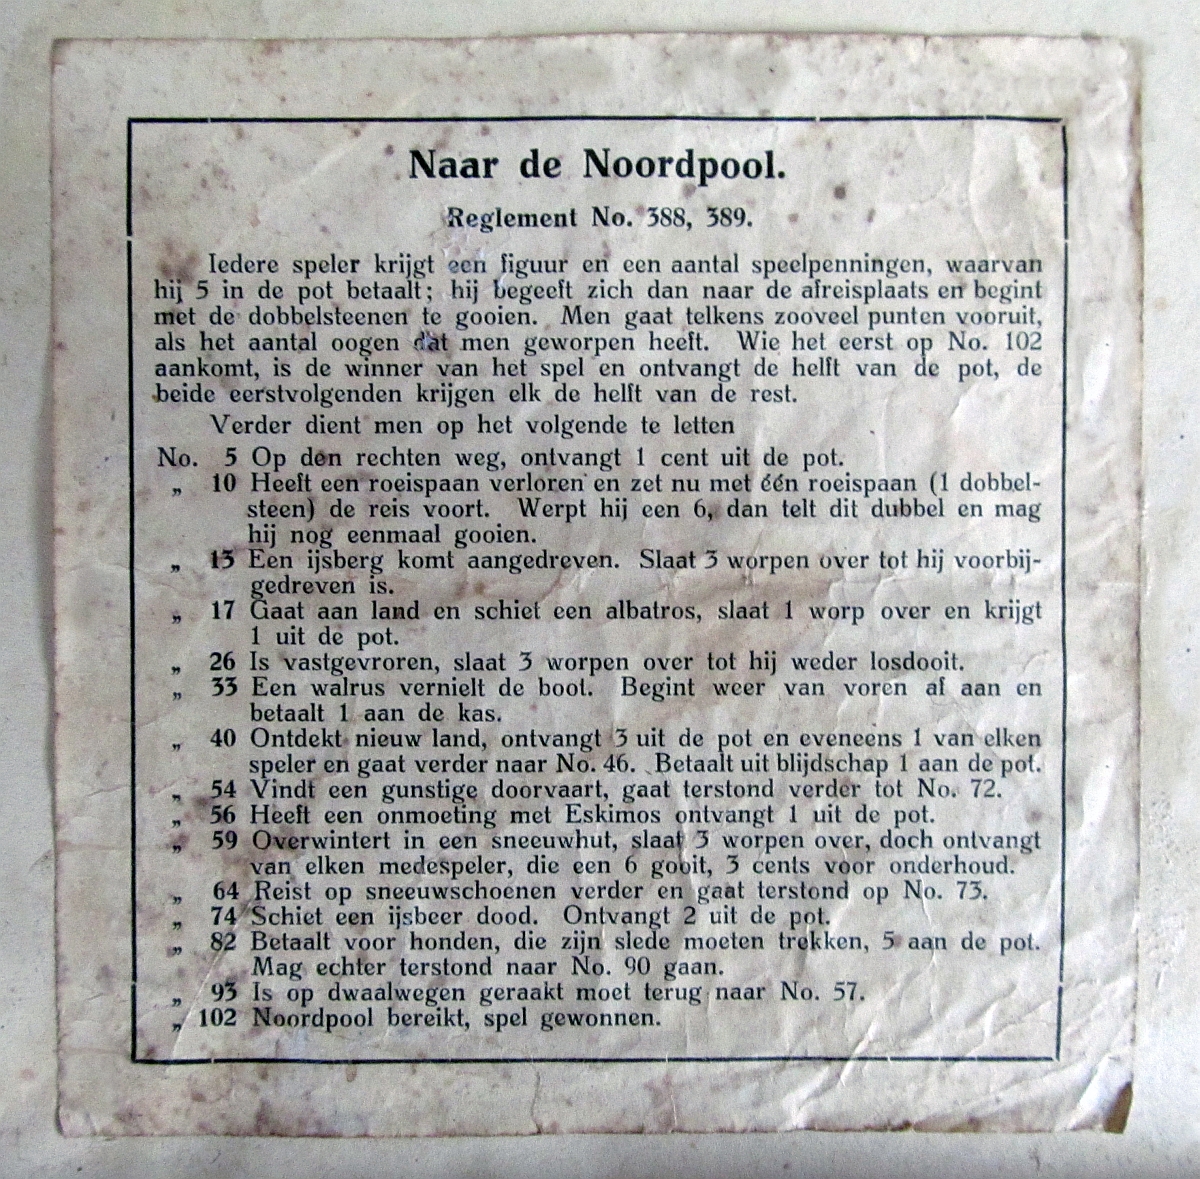 Naar de Noordpool.
Reglement No. 388, 389.
Iedere speler krijgt een figuur en een aantal speelpenningen, waarvan
hij 5 in de pot betaalt; hij begeeft zich dan naar de afreisplaats en begint
met de dobbelsteenen te gooien. Men gaat telkens zooveel punten vooruit,
als het aantal oogen dat men geworpen heeft. Wie het eerst op No. 102
aankomt, is de winner van het spel en ontvangt de helft van de pot, de
beide eerstvolgenden krijgen elk de helft van de rest.
Verder dient men op het volgende te letten
No. 5 Op den rechten weg, ontvangt 1 cent uit de pot.
„ 10 Heeft een roeispaan verloren en zet nu met één roeispaan (1 dobbel-
steen) de reis voort. Werpt hij een 6, dan telt dit dubbel en mag
hij nog eenmaal gooien.
„ 13 Een ijsberg komt aangedreven. Slaat 3 worpen over tot hij voorbij-
gedreven is.
„ 17 Gaat aan land en schiet een albatros, slaat 1 worp over en krijgt
1 uit de pot.
„ 26 Is vastgevroren, slaat 3 worpen over tot hij weder losdooit.
„ 33 Een walrus vernielt de boot. Begint weer van voren af aan en
betaalt 1 aan de kas.
„ 40 Ontdekt nieuw land, ontvangt 3 uit de pot en eveneens 1 van elken
speler en gaat verder naar No. 46. Betaalt uit blijdschap 1 aan de pot.
„ 54 Vindt een gunstige doorvaart, gaat terstond verder tot No. 72.
„ 56 Heeft een onmoeting met Eskimos ontvangt 1 uit de pot.
„ 59 Overwintert in een sneeuwhut, slaat 3 worpen over, doch ontvangt
van elken medespeler, die een 6 gooit, 3 cents voor onderhoud.
„ 64 Reist op sneeuwschoenen verder en gaat terstond op No. 73.
„ 74 Schiet een ijsbeer dood. Ontvangt 2 uit de pot.
„ 82 Betaalt voor honden, die zijn slede moeten trekken, 5 aan de pot.
Mag echter terstond naar No. 90 gaan.
„ 93 Is op dwaalwegen geraakt moet terug naar No. 57.
„ 102 Noordpool bereikt, spel gewonnen.